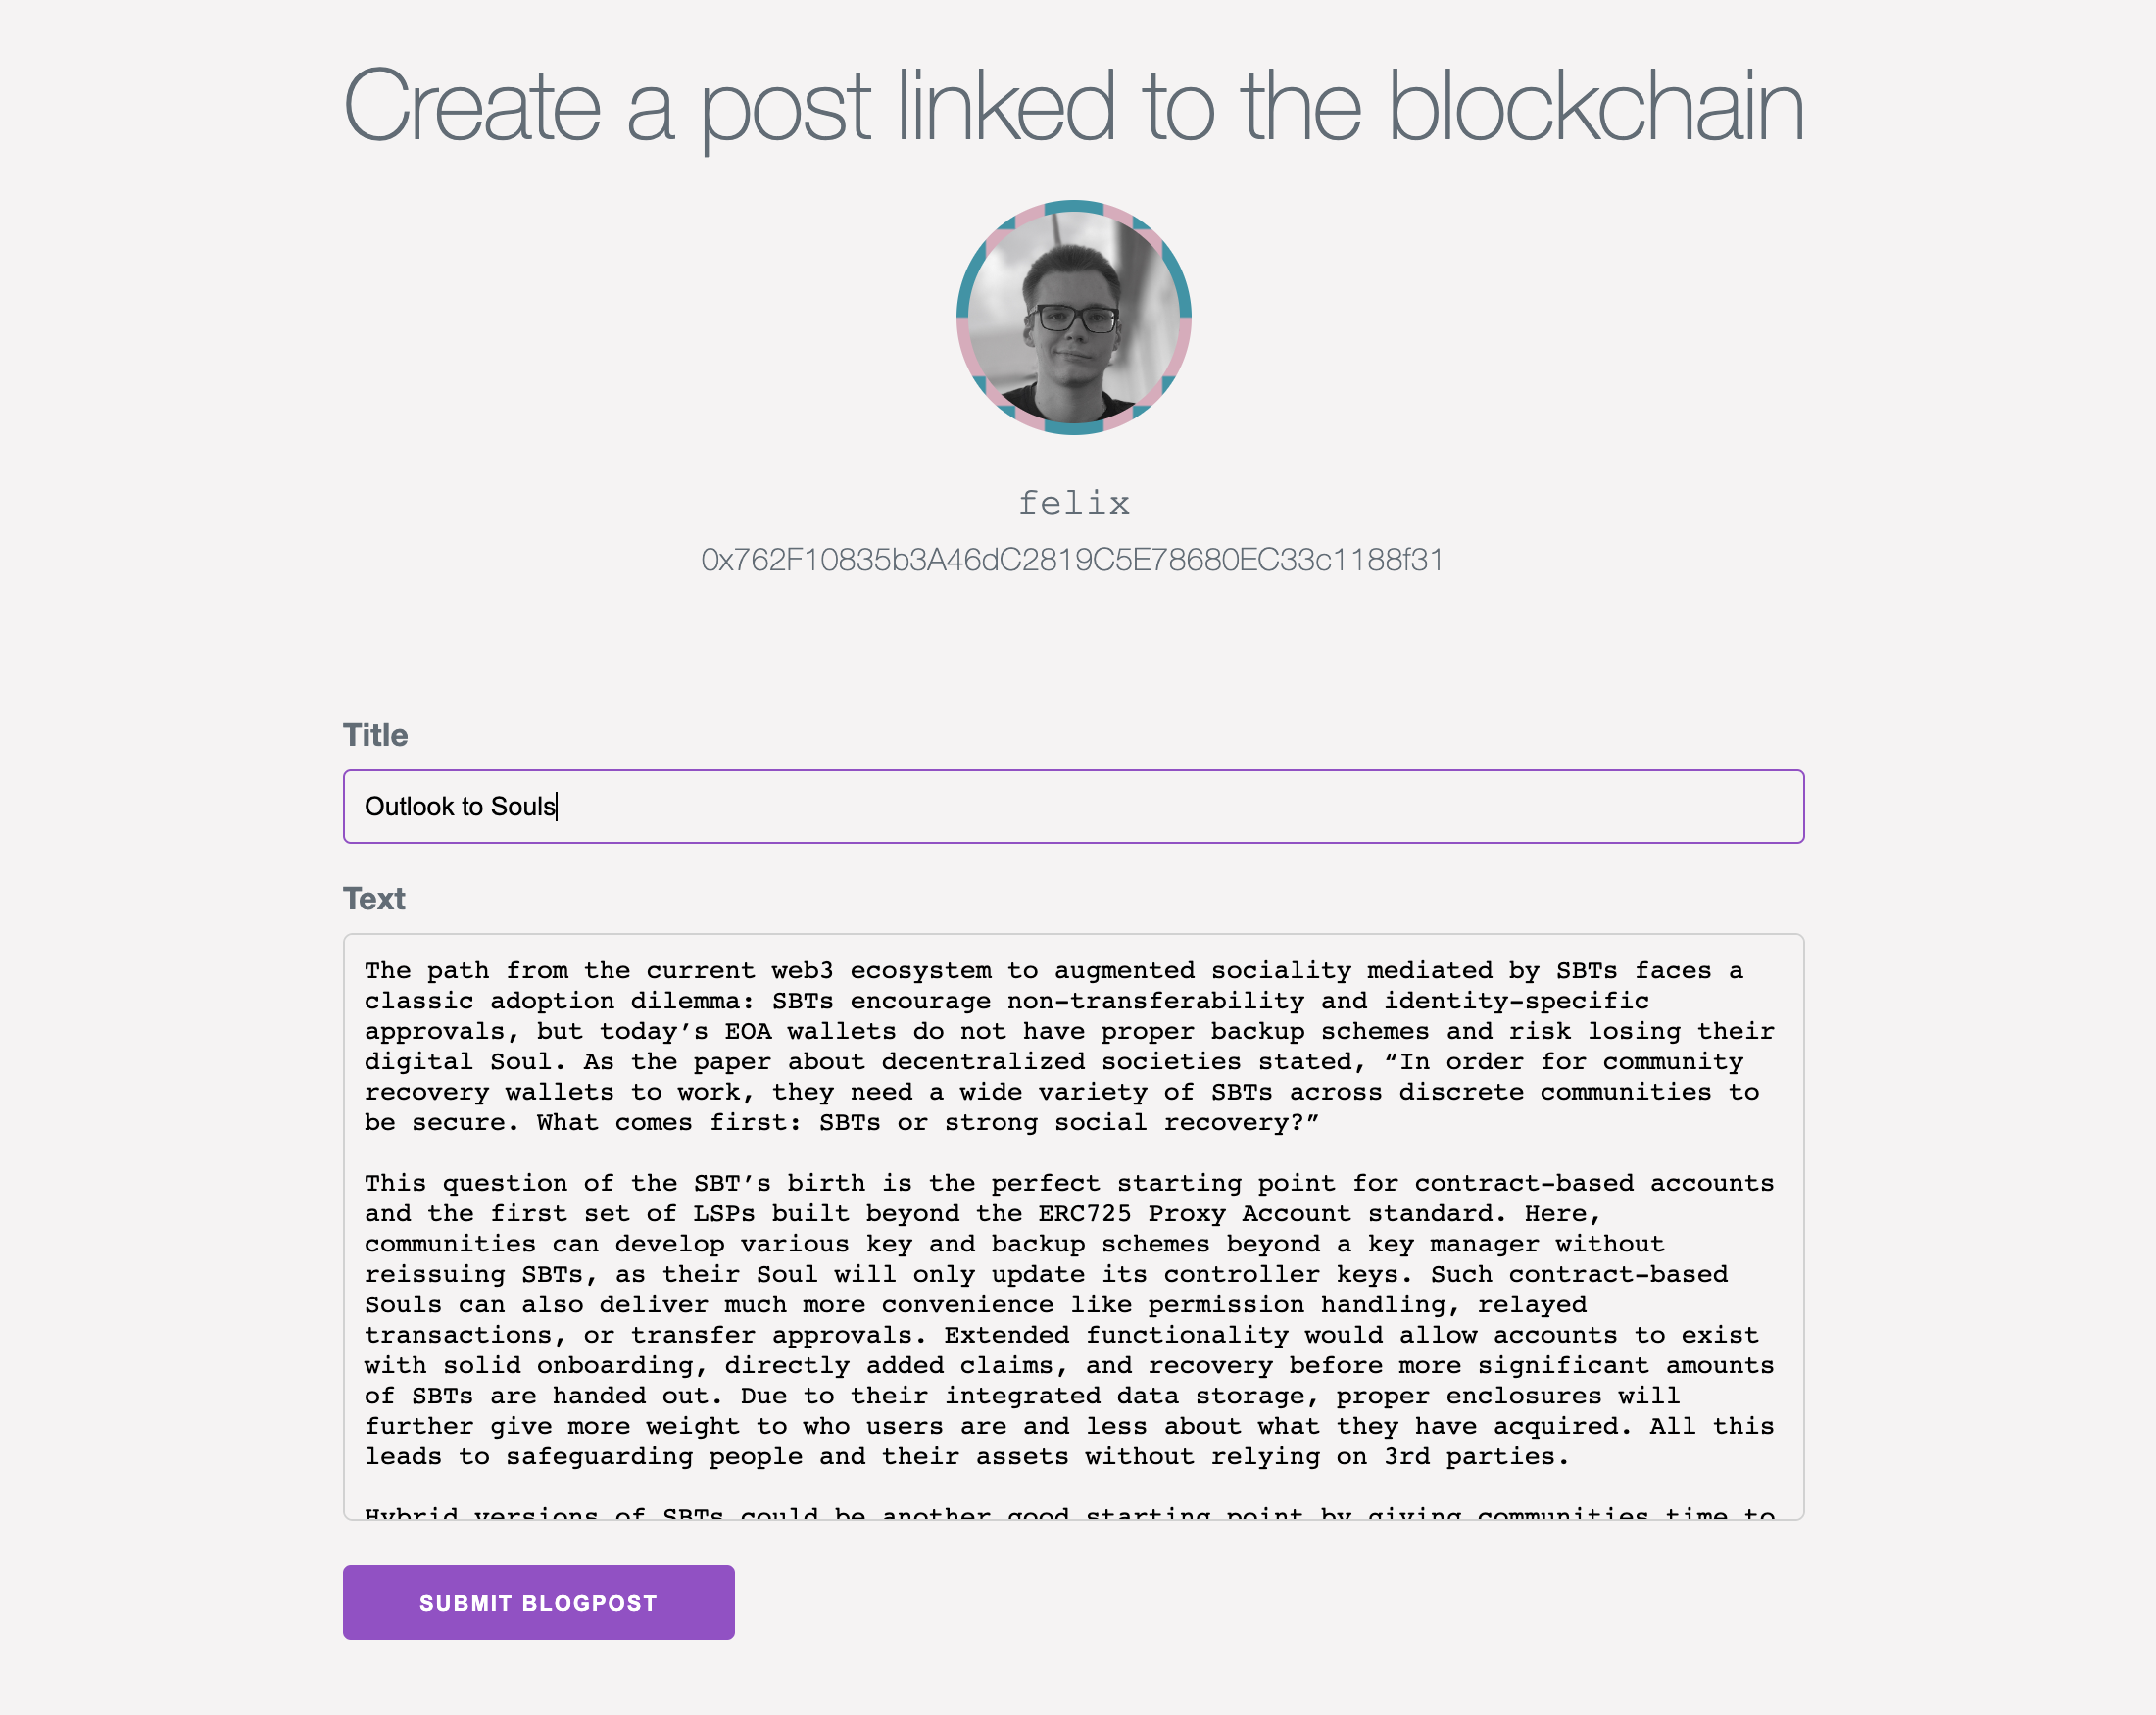 Create a post linked to the blockchain
felix
0x762F10835b3A46dC2819C5E78680EC33c1188f31
Title
Outlook to Souls
Text
The path from the current web3 ecosystem to augmented sociality mediated by SBTs faces a
classic adoption dilemma: SBTs encourage non-transferability and identity-specific
approvals, but today’s EOA wallets do not have proper backup schemes and risk losing their
digital Soul. As the paper about decentralized societies stated, “In order for community
recovery wallets to work, they need a wide variety of SBTs across discrete communities to
be secure. What comes first: SBTs or strong social recovery?”
This question of the SBT’s birth is the perfect starting point for contract-based accounts
and the first set of LSPs built beyond the ERC725 Proxy Account standard. Here,
communities can develop various key and backup schemes beyond a key manager without
reissuing SBTs, as their Soul will only update its controller keys. Such contract-based
Souls can also deliver much more convenience like permission handling, relayed
transactions, or transfer approvals. Extended functionality would allow accounts to exist
with solid onboarding, directly added claims, and recovery before more significant amounts
of SBTs are handed out. Due to their integrated data storage, proper enclosures will
further give more weight to who users are and less about what they have acquired. All this
leads to safeguarding people and their assets without relying on 3rd parties.
Hybrid versions of SBTs could be another good starting point by giving communities time to
SUBMIT BLOGPOST